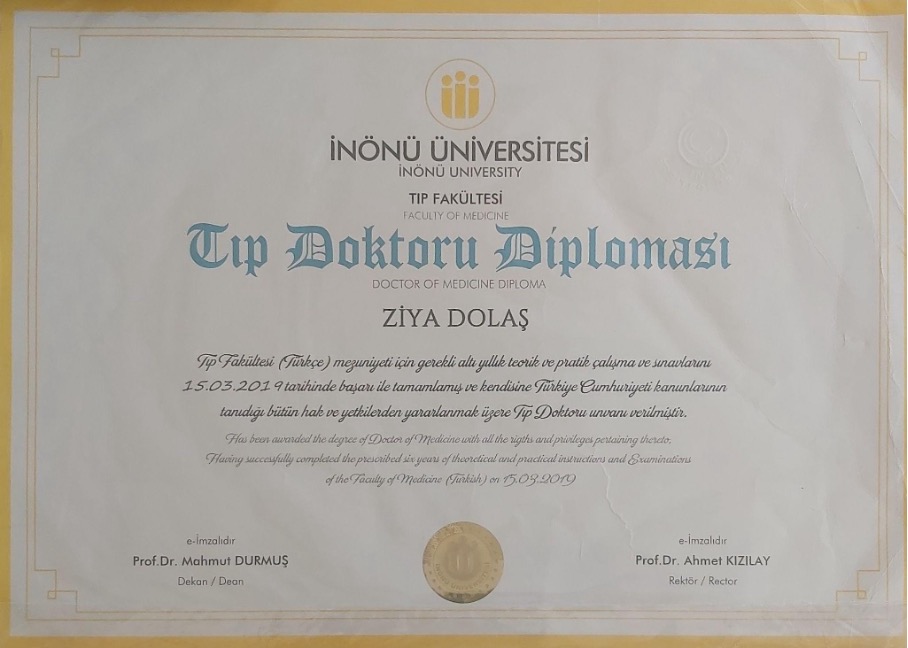 İNÖNÜ ÜNİVERSİTESİ
İNÖNÜ UNIVERSITY
TIP FAKÜLTESİ
FACULTY OF MEDICINE
Tıp Doktoru Diploması
DOCTOR OF MEDICINE DIPLOMA
ZİYA DOLAŞ
Tıp Fakültesi (Türkçe) mezuniyeti için gerekli altı yıllık teorik ve pratik çalışma ve sınavlarını
15.03.2019 tarihinde başarı ile tamamlamış ve kendisine Türkiye Cumhuriyeti kanunlarının
tanıdığı bütün hak ve yetkilerden yararlanmak üzere Tıp Doktoru unvanı verilmiştir.
Has been awarded the degree of Doctor of Medicine with all the rigths and privileges pertaining thereto;
Having successfully completed the prescribed six years of theoretical and practical instructions and Examinations
of the Faculty of Medicine (Turkish) on 15.03.2019
e-İmzalıdır
Prof.Dr. Mahmut DURMUŞ
Dekan / Dean
e-İmzalıdır
Prof.Dr. Ahmet KIZILAY
Rektör / Rector